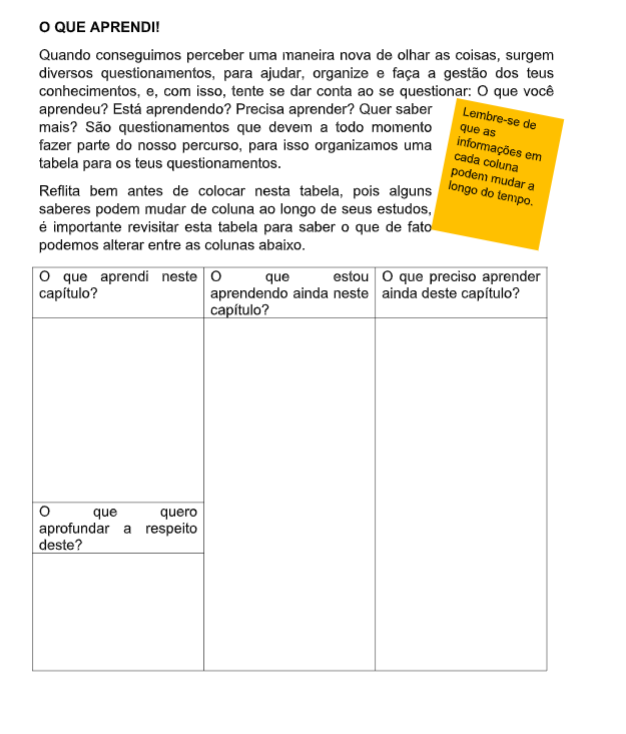 O QUE APRENDI!
Quando conseguimos perceber uma maneira nova de olhar as coisas, surgem
diversos questionamentos, para ajudar, organize e faça a gestão dos teus
conhecimentos, e, com isso, tente se dar conta ao se questionar: O que você
aprendeu? Está aprendendo? Precisa aprender? Quer saber
mais? São questionamentos que devem a todo momento
fazer parte do nosso percurso, para isso organizamos uma
tabela para os teus questionamentos.
Lembre-se de
que as
informações em
cada coluna
podem mudar a
longo do tempo.
Reflita bem antes de colocar nesta tabela, pois alguns
saberes podem mudar de coluna ao longo de seus estudos,
é importante revisitar esta tabela para saber o que de fato
podemos alterar entre as colunas abaixo.
O que aprendi neste
capítulo?
O que estou
aprendendo ainda neste
capítulo?
O que preciso aprender
ainda deste capítulo?
O que quero
aprofundar a respeito
deste?